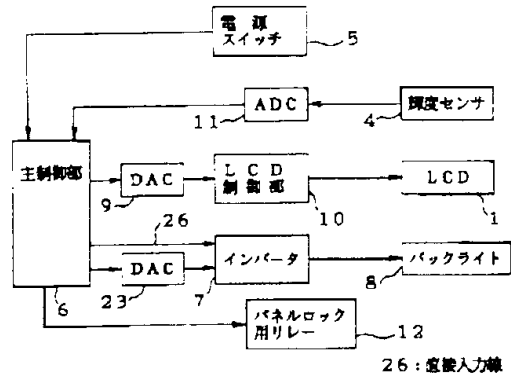 電源
スイッチ
5
ADC
11
輝度センサ
4
主制御部
6
DAC
9
LCD
制御部
10
LCD
1
26
DAC
23
インバータ
7
バックライト
8
パネルロック
用リレー
12
26：直接入力線